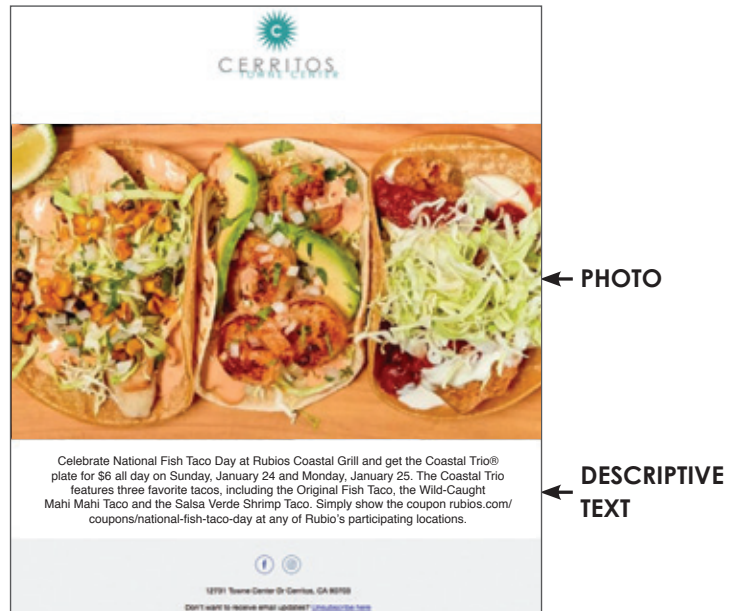 C
CERRITOS
TOWNE CENTER
PHOTO
Celebrate National Fish Taco Day at Rubios Coastal Grill and get the Coastal Trio®
plate for $6 all day on Sunday, January 24 and Monday, January 25. The Coastal Trio
features three favorite tacos, including the Original Fish Taco, the Wild-Caught
Mahi Mahi Taco and the Salsa Verde Shrimp Taco. Simply show the coupon rubios.com/
coupons/national-fish-taco-day at any of Rubio's participating locations.
DESCRIPTIVE
TEXT
f
12731 Towne Center Dr Cerritos, CA 90703
Don't want to receive email updates? Unsubscribe here